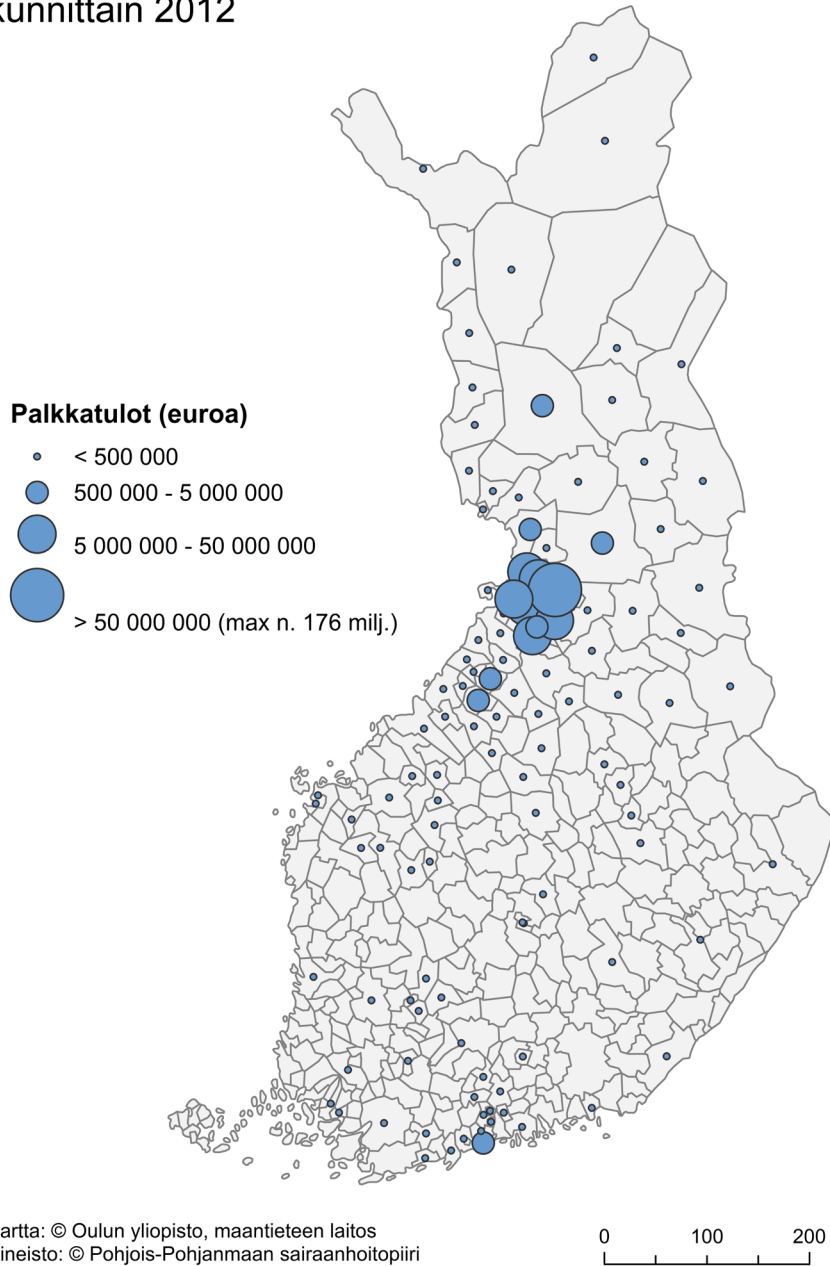 kunnittain 2012
Palkkatulot (euroa)
< 500 000
500 000 - 5 000 000
5 000 000 - 50 000 000
> 50 000 000 (max n. 176 milj.)
artta: © Oulun yliopisto, maantieteen laitos
ineisto: © Pohjois-Pohjanmaan sairaanhoitopiiri
0 100 200